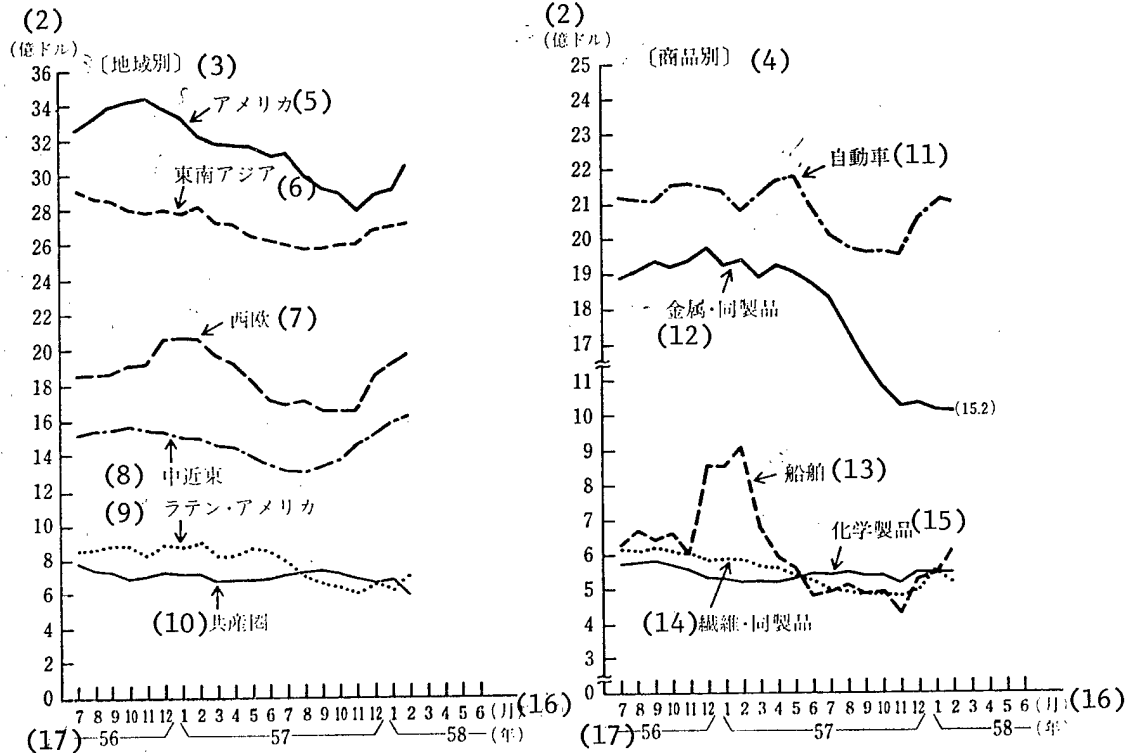 (2)
(億ドル)
〔地域別〕 (3)
36
34
32
30
28
26
24
22
20
18
16
14
12
10
8
6
4
2
0
アメリカ(5)
東南アジア
(6)
西欧 (7)
(8) 中近東
(9) ラテン・アメリカ
(10)共産圏
7 8 9 10 11 12 1 2 3 4 5 6 7 8 9 10 11 12 1 2 3 4 5 6 (月)(16)
(17) 56 57 58 (年)
(2)
(億ドル)
〔商品別〕 (4)
25
24
23
22
21
20
19
18
17
11
10
9
8
7
6
5
4
3
0
自動車(11)
金属・同製品
(12)
(15.2)
船舶 (13)
化学製品(15)
(14)繊維・同製品
7 8 9 10 11 12 1 2 3 4 5 6 7 8 9 10 11 12 1 2 3 4 5 6 (月)(16)
(17) 56 57 58 (年)